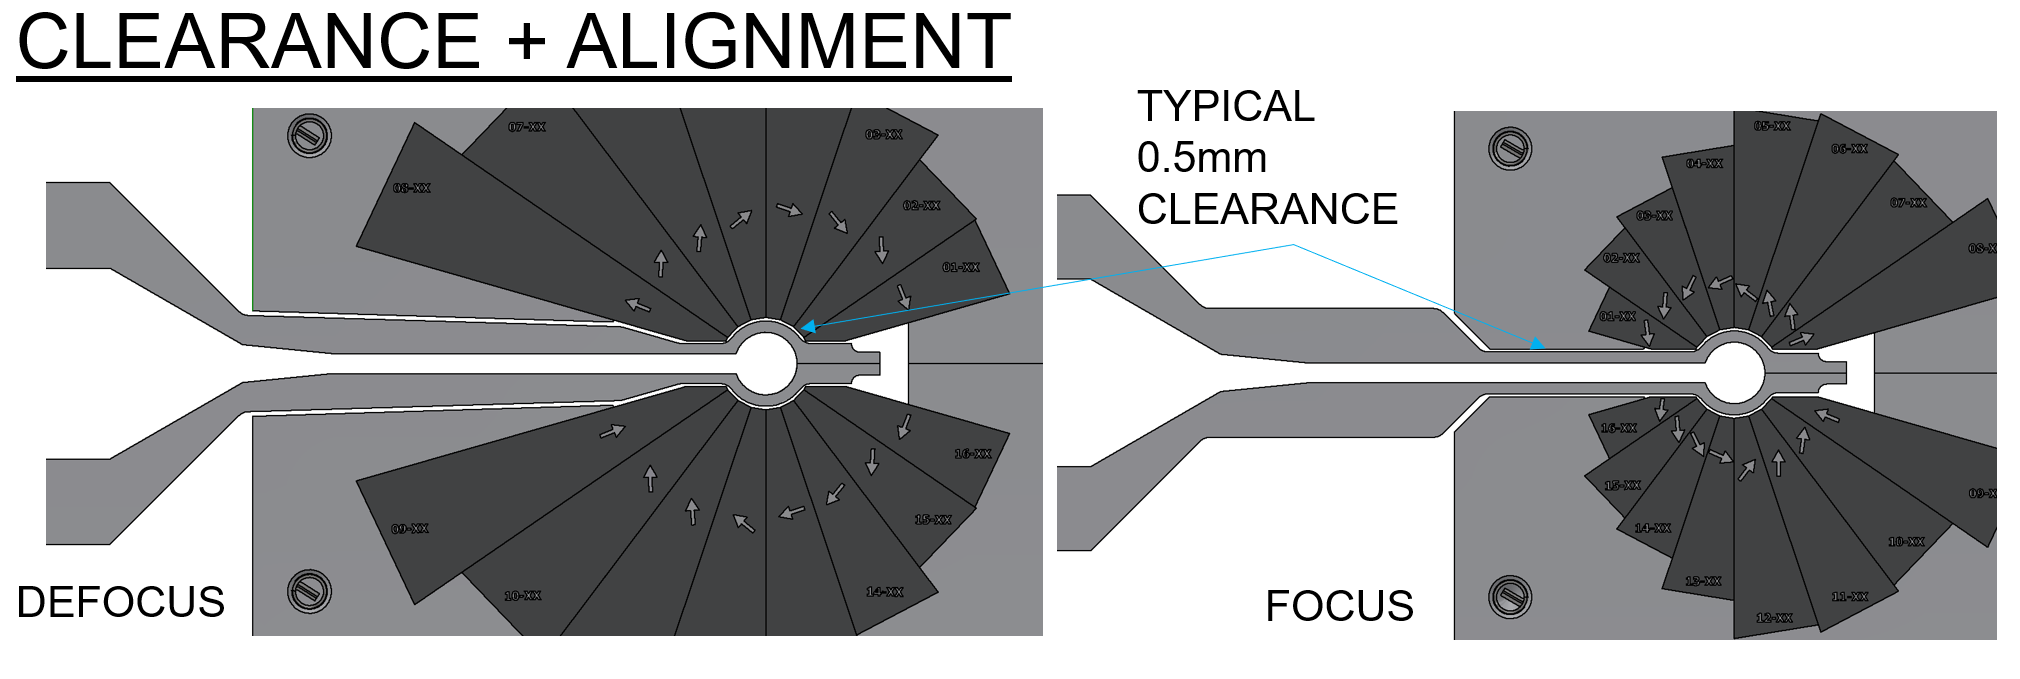 CLEARANCE + ALIGNMENT
TYPICAL
0.5mm
CLEARANCE
07-XX
03-XX
08-XX
02-XX
01-XX
16-XX
09-XX
15-XX
10-XX
14-XX
DEFOCUS
05-XX
06-XX
04-XX
07-XX
03-XX
08-X
02-XX
01-XX
16-XX
15-XX
09-X
14-XX
10-XX
13-XX
11-XX
12-XX
FOCUS